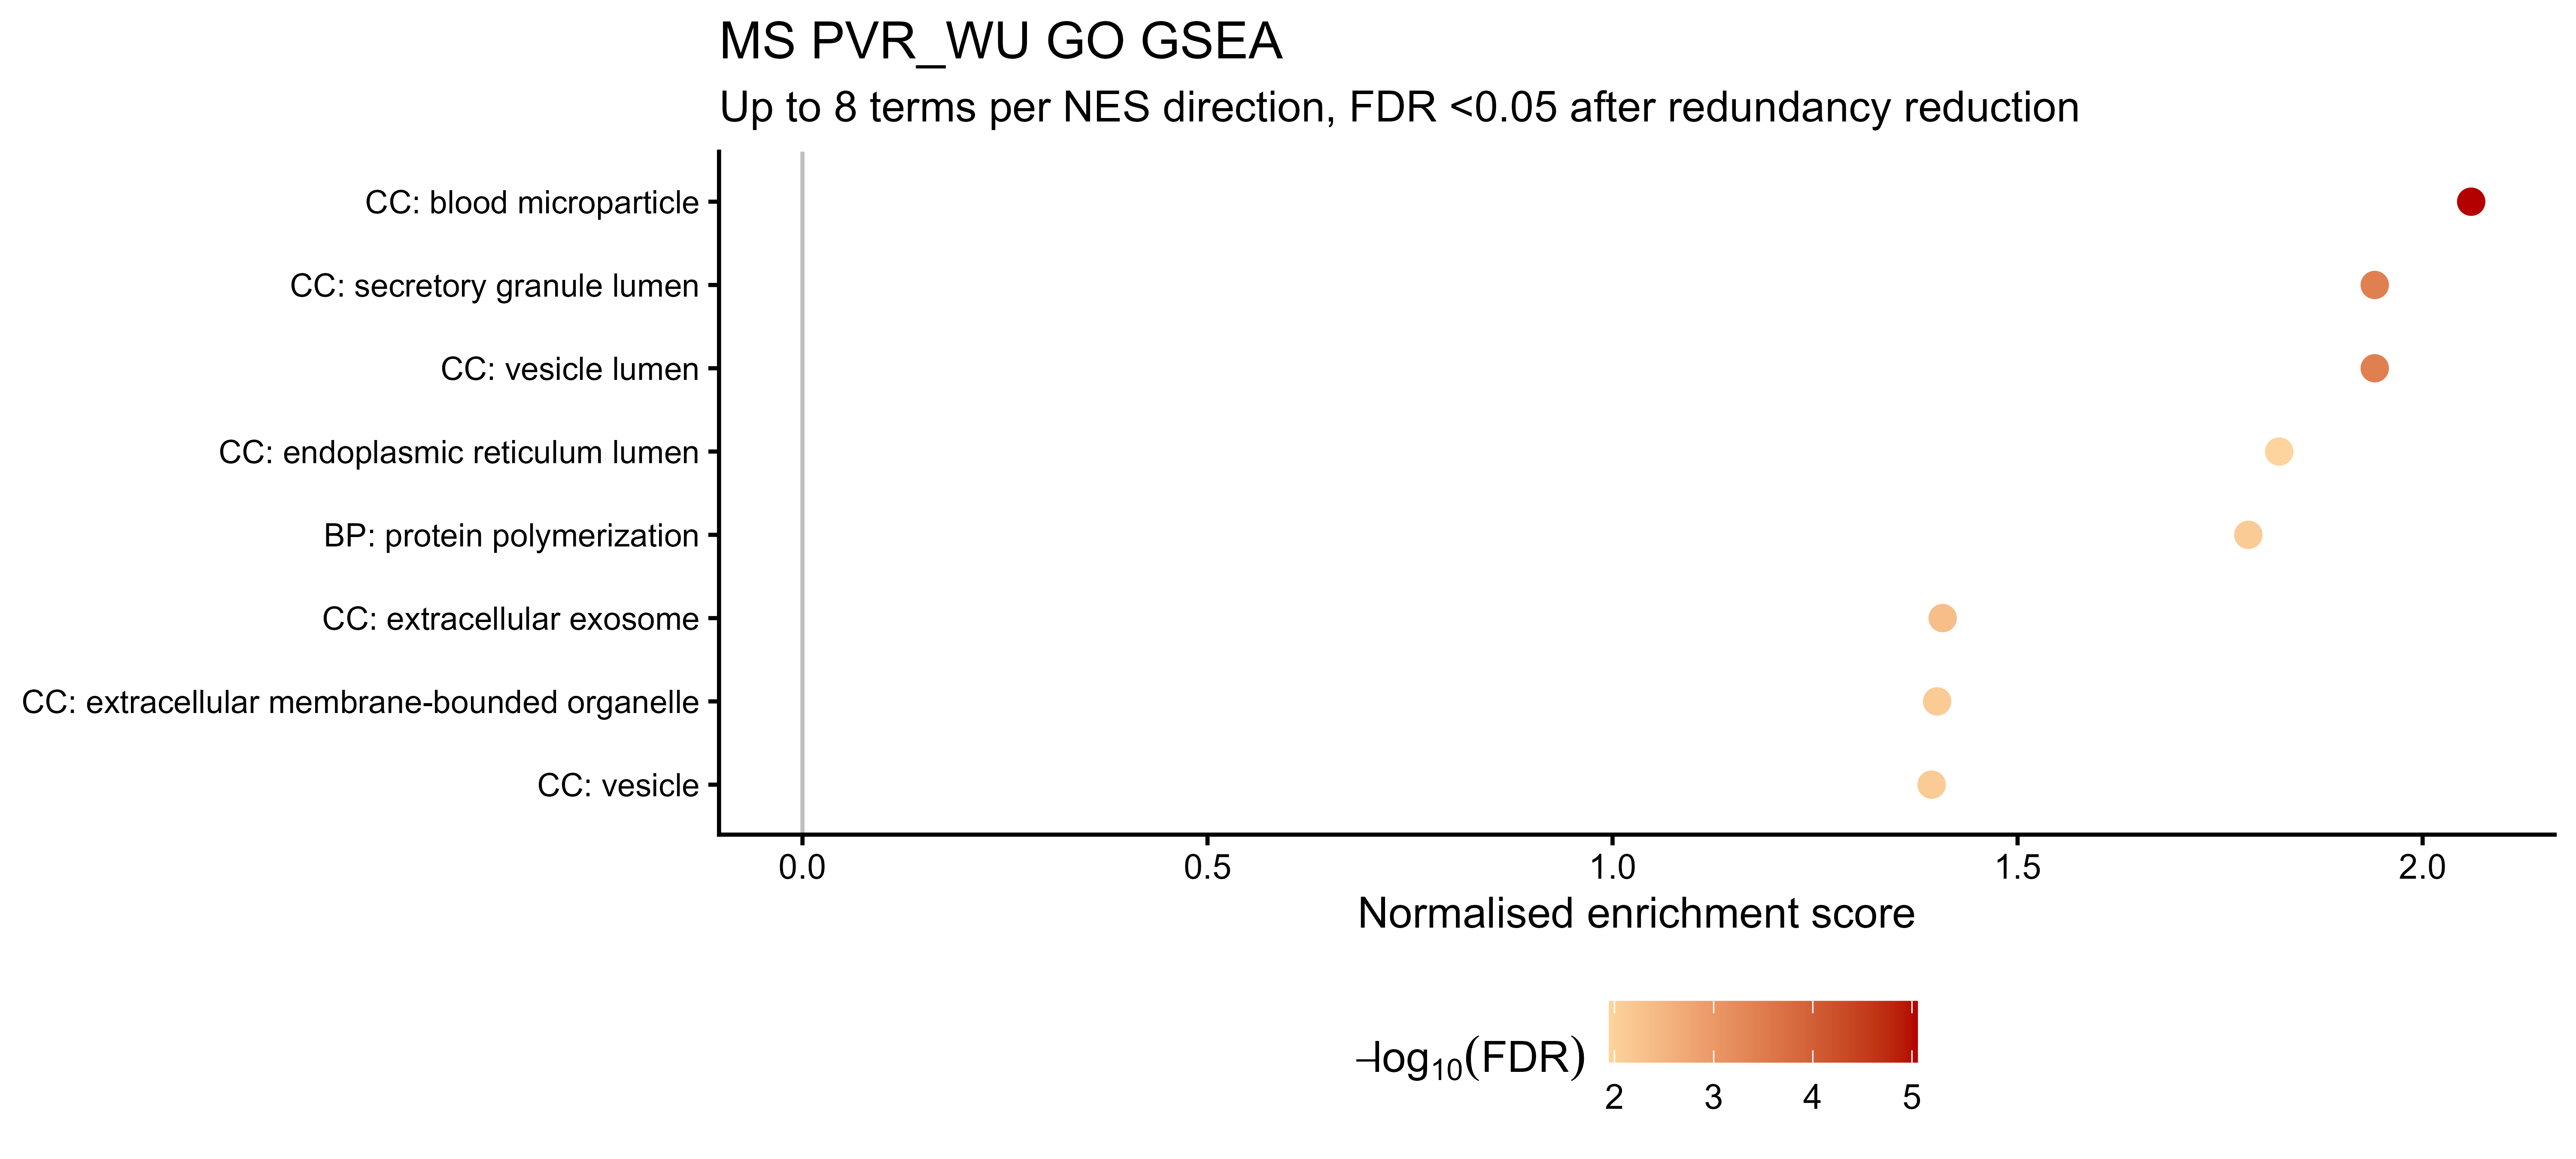 MS PVR_WU GO GSEA
Up to 8 terms per NES direction, FDR <0.05 after redundancy reduction
CC: blood microparticle
CC: secretory granule lumen
CC: vesicle lumen
CC: endoplasmic reticulum lumen
BP: protein polymerization
CC: extracellular exosome
CC: extracellular membrane-bounded organelle
CC: vesicle
0.0 0.5 1.0 1.5 2.0
Normalised enrichment score
−log₁₀(FDR)
2 3 4 5